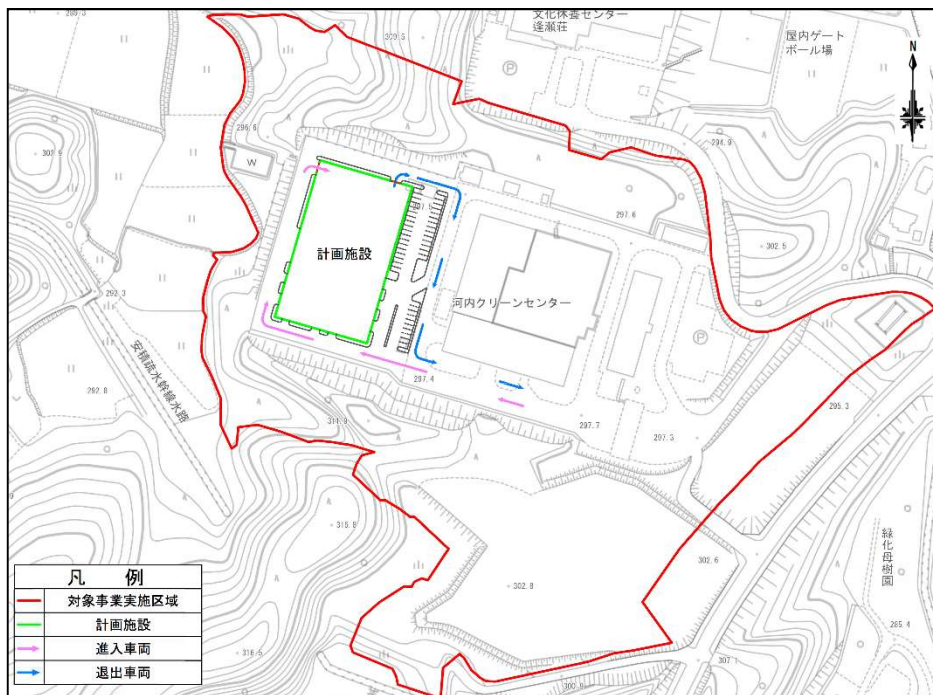 文化休養センター
逢瀬荘
屋内ゲート
ボール場
309.5
P
N
294.9
302.9
296.6
W
297.6
302.5
計画施設
河内クリーンセンター
292.3
P
安積疏水幹線水路
292.8
297.4
295.3
311.9
297.7
297.3
315.8
緑化母樹園
302.6
302.8
285.4
凡 例
対象事業実施区域
計画施設
進入車両
退出車両
316.5
307.1
300.9